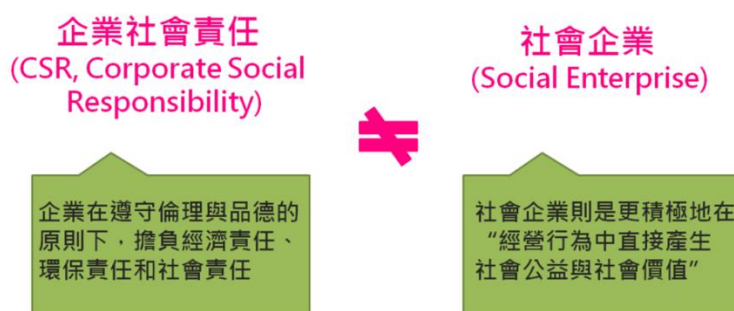 企業社會責任
(CSR, Corporate Social
Responsibility)
≠
社會企業
(Social Enterprise)
企業在遵守倫理與品德的
原則下，擔負經濟責任、
環保責任和社會責任
社會企業則是更積極地在
“經營行為中直接產生
社會公益與社會價值”